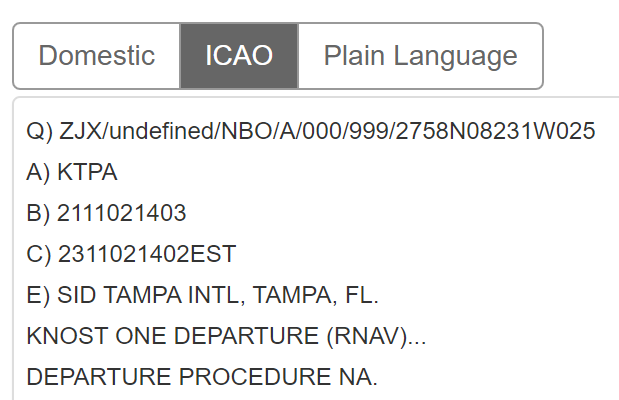 Domestic ICAO Plain Language
Q) ZJX/undefined/NBO/A/000/999/2758N08231W025
A) KTPA
B) 2111021403
C) 2311021402EST
E) SID TAMPA INTL, TAMPA, FL.
KNOST ONE DEPARTURE (RNAV)...
DEPARTURE PROCEDURE NA.